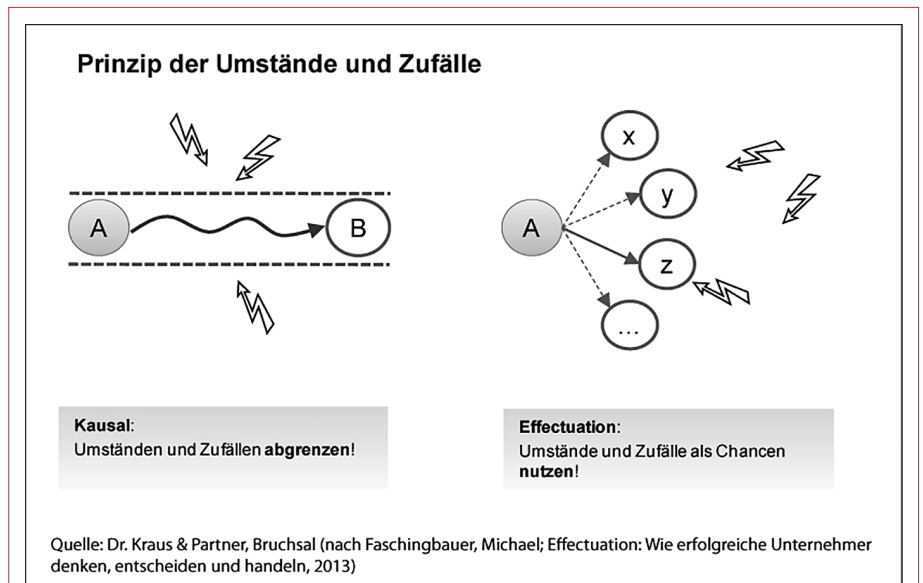 Prinzip der Umstände und Zufälle
A
B
A
x
y
z
...
Kausal:
Umständen und Zufällen abgrenzen!
Effectuation:
Umstände und Zufälle als Chancen
nutzen!
Quelle: Dr. Kraus & Partner, Bruchsal (nach Faschingbauer, Michael; Effectuation: Wie erfolgreiche Unternehmer
denken, entscheiden und handeln, 2013)